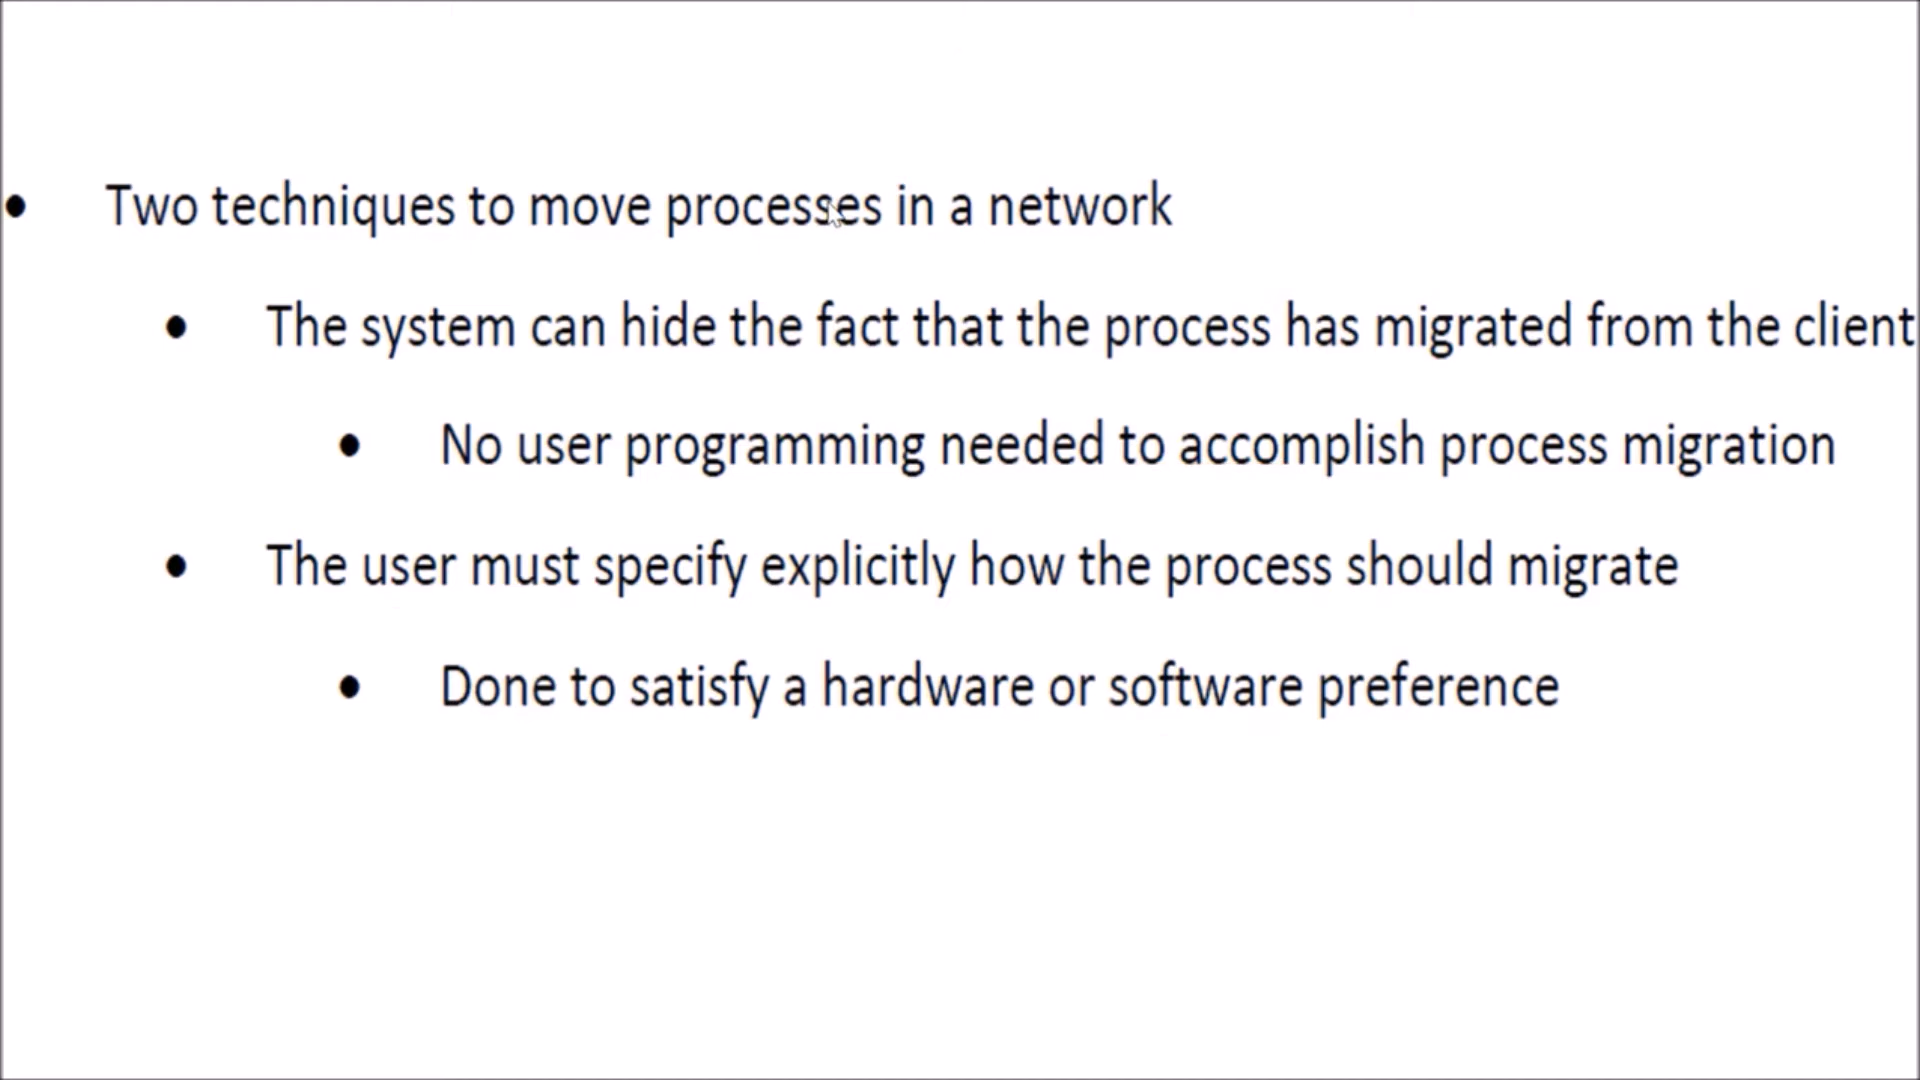 • Two techniques to move processes in a network
• The system can hide the fact that the process has migrated from the client
• No user programming needed to accomplish process migration
• The user must specify explicitly how the process should migrate
• Done to satisfy a hardware or software preference